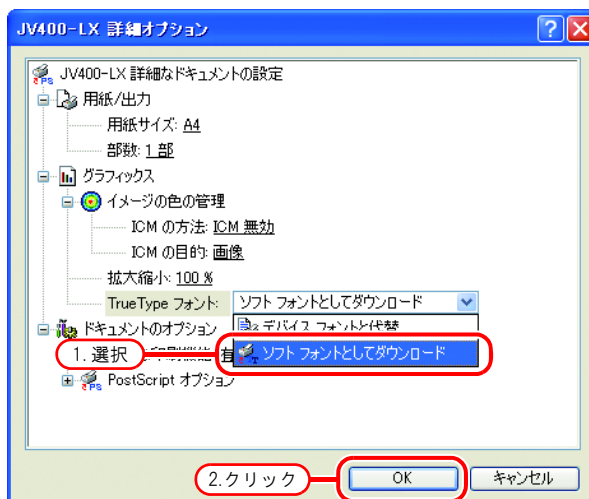 JV400-LX 詳細オプション
JV400-LX 詳細なドキュメントの設定
用紙/出力
用紙サイズ: A4
部数: 1 部
グラフィックス
イメージの色の管理
ICM の方法: ICM 無効
ICM の目的: 画像
拡大縮小: 100 %
TrueType フォント: ソフト フォントとしてダウンロード
デバイス フォントと代替
ドキュメントのオプション
1. 選択
ソフト フォントとしてダウンロード
PostScript オプション
2.クリック
OK
キャンセル